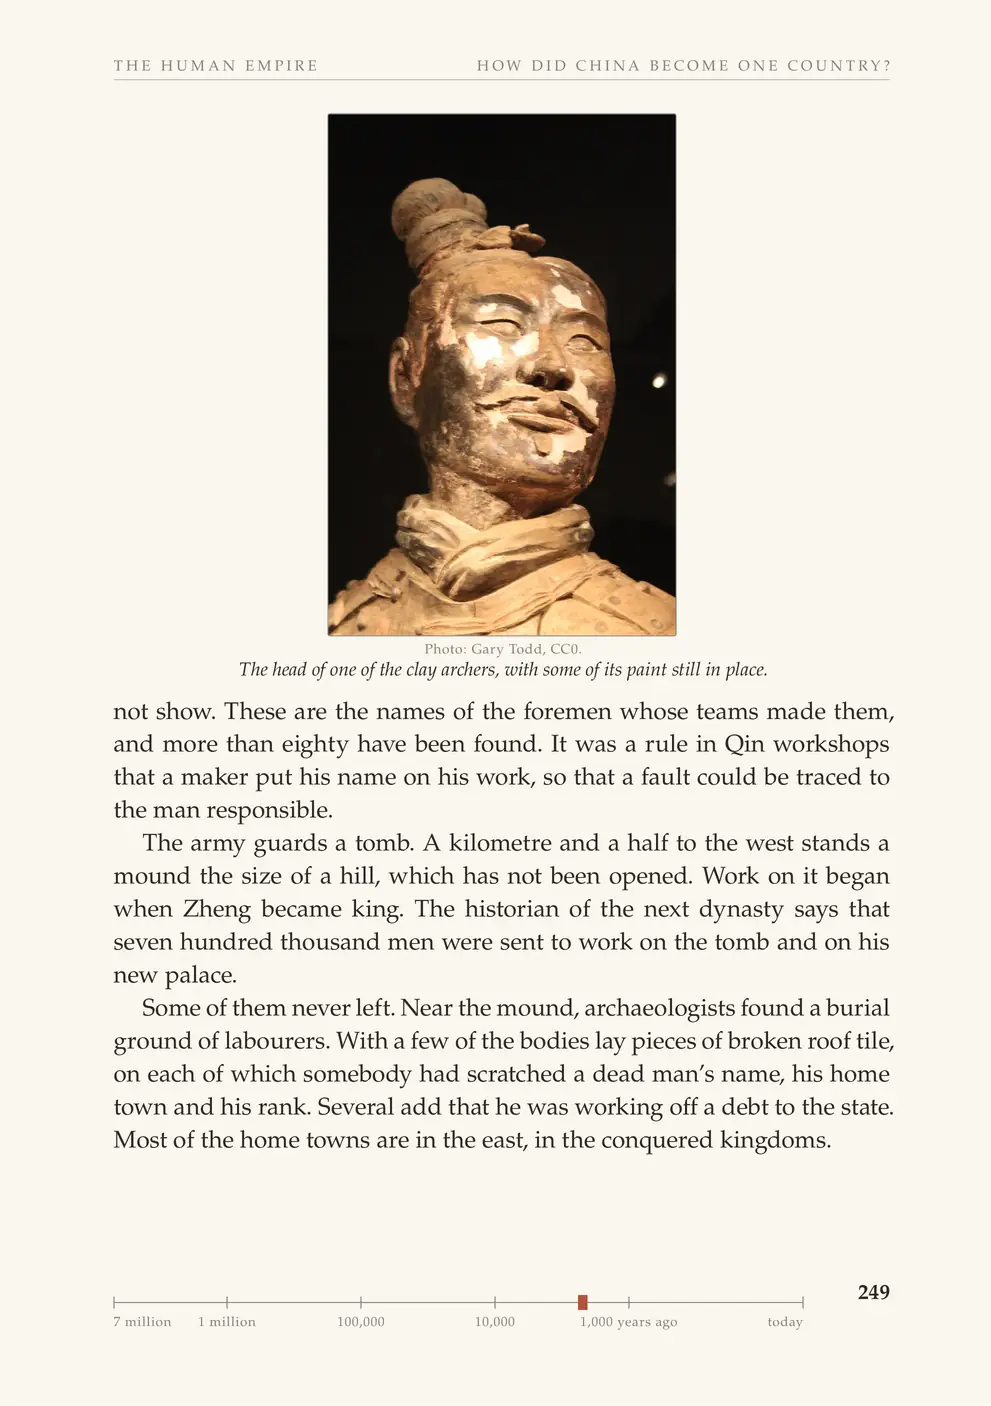 THE HUMAN EMPIRE
HOW DID CHINA BECOME ONE COUNTRY?
Photo: Gary Todd, CC0.
The head of one of the clay archers, with some of its paint still in place.
not show. These are the names of the foremen whose teams made them,
and more than eighty have been found. It was a rule in Qin workshops
that a maker put his name on his work, so that a fault could be traced to
the man responsible.
The army guards a tomb. A kilometre and a half to the west stands a
mound the size of a hill, which has not been opened. Work on it began
when Zheng became king. The historian of the next dynasty says that
seven hundred thousand men were sent to work on the tomb and on his
new palace.
Some of them never left. Near the mound, archaeologists found a burial
ground of labourers. With a few of the bodies lay pieces of broken roof tile,
on each of which somebody had scratched a dead man’s name, his home
town and his rank. Several add that he was working off a debt to the state.
Most of the home towns are in the east, in the conquered kingdoms.
249
7 million 1 million 100,000 10,000 1,000 years ago today